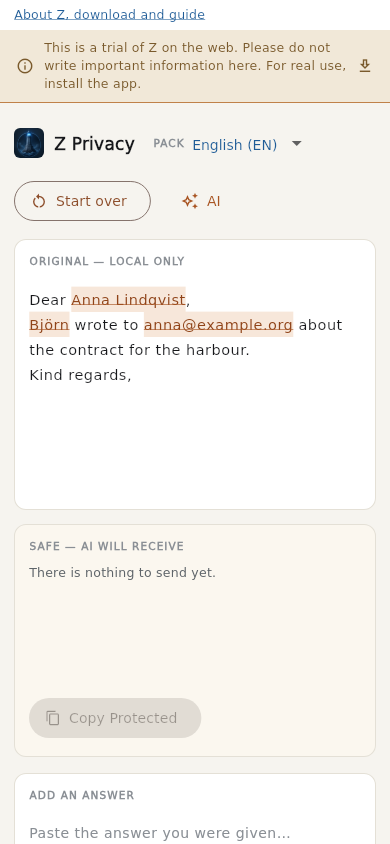 About Z, download and guide
This is a trial of Z on the web. Please do not
write important information here. For real use,
install the app.
Z Privacy
PACK English (EN)
Start over
AI
ORIGINAL — LOCAL ONLY
Dear Anna Lindqvist,
Björn wrote to anna@example.org about
the contract for the harbour.
Kind regards,
SAFE — AI WILL RECEIVE
There is nothing to send yet.
Copy Protected
ADD AN ANSWER
Paste the answer you were given...